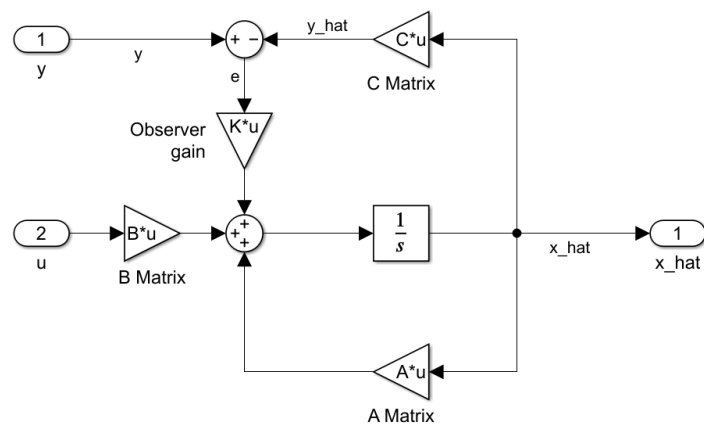 1
y
y
+ −
y_hat
C*u
C Matrix
e
Observer
gain
K*u
2
u
B*u
B Matrix
+
+
+
1
s
x_hat
1
x_hat
A*u
A Matrix